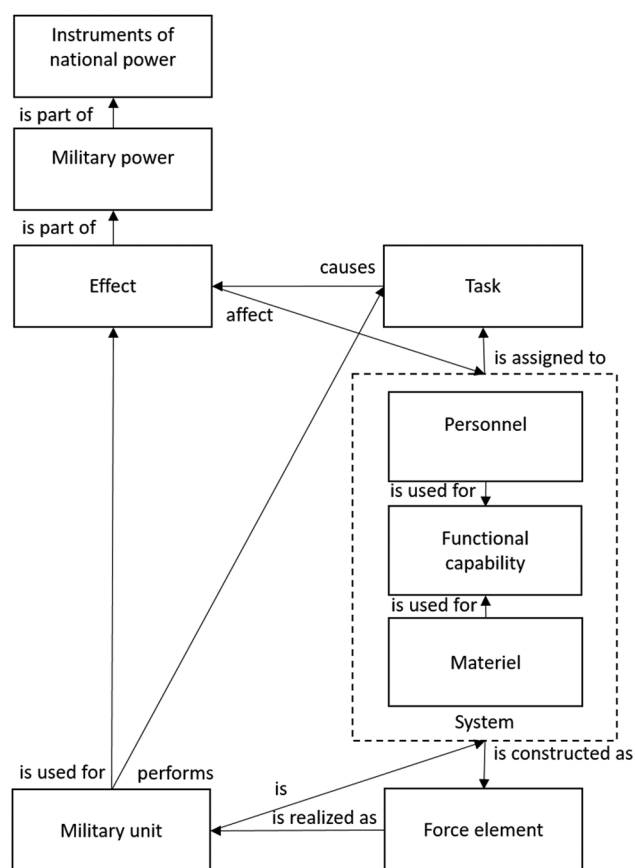 Instruments of
national power
is part of
Military power
is part of
Effect
causes
Task
affect
is assigned to
Personnel
is used for
Functional
capability
is used for
Materiel
System
is constructed as
is used for
performs
is
is realized as
Military unit
Force element